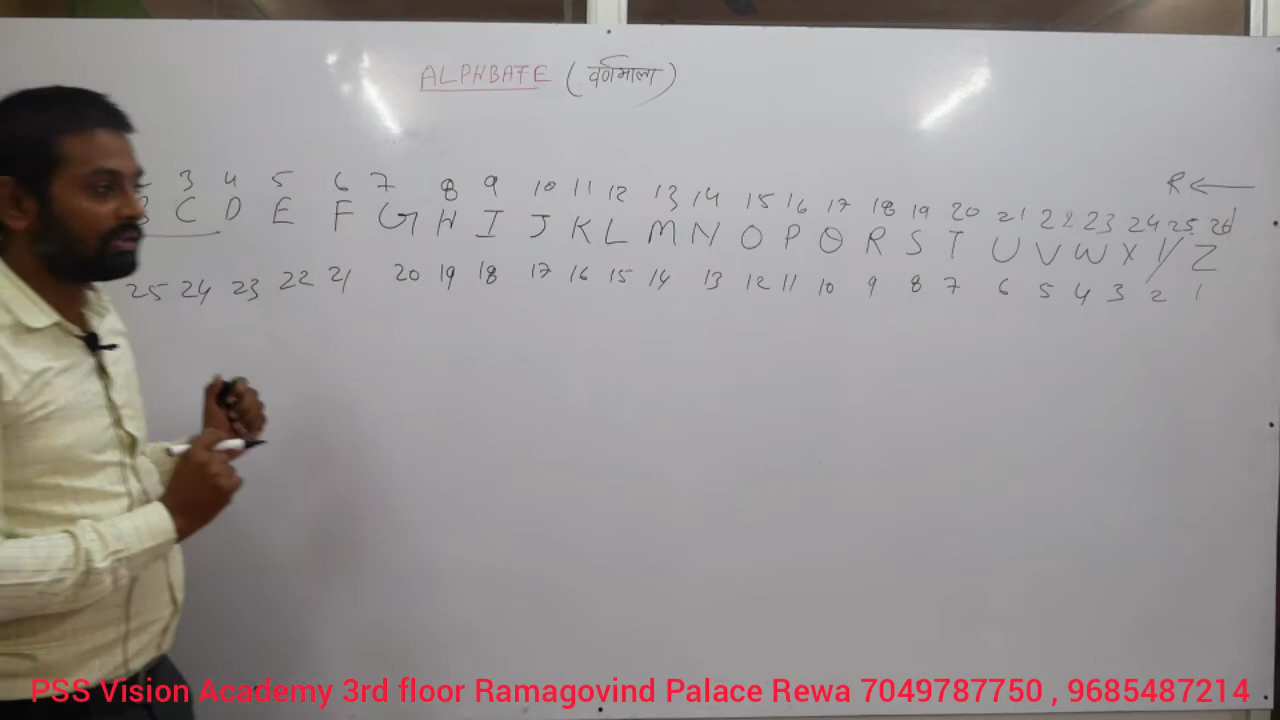 ALPHBATE (वर्णमाला)
R ←
3 4 5 6 7 8 9 10 11 12 13 14 15 16 17 18 19 20 21 22 23 24 25 26
B C D E F G H I J K L M N O P Q R S T U V W X Y Z
25 24 23 22 21 20 19 18 17 16 15 14 13 12 11 10 9 8 7 6 5 4 3 2 1
PSS Vision Academy 3rd floor Ramagovind Palace Rewa 7049787750 , 9685487214